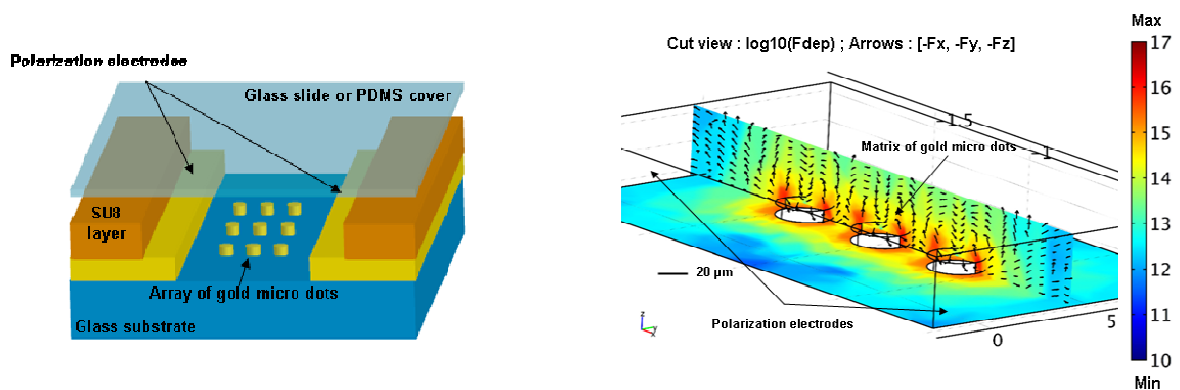 Polarization electrodes
Glass slide or PDMS cover
SU8
layer
Array of gold micro dots
Glass substrate
Cut view : log10(Fdep) ; Arrows : [-Fx, -Fy, -Fz]
Max
17
16
15
14
13
12
11
10
Min
-1.5
-1
Matrix of gold micro dots
20 µm
Polarization electrodes
z
y
x
0
5